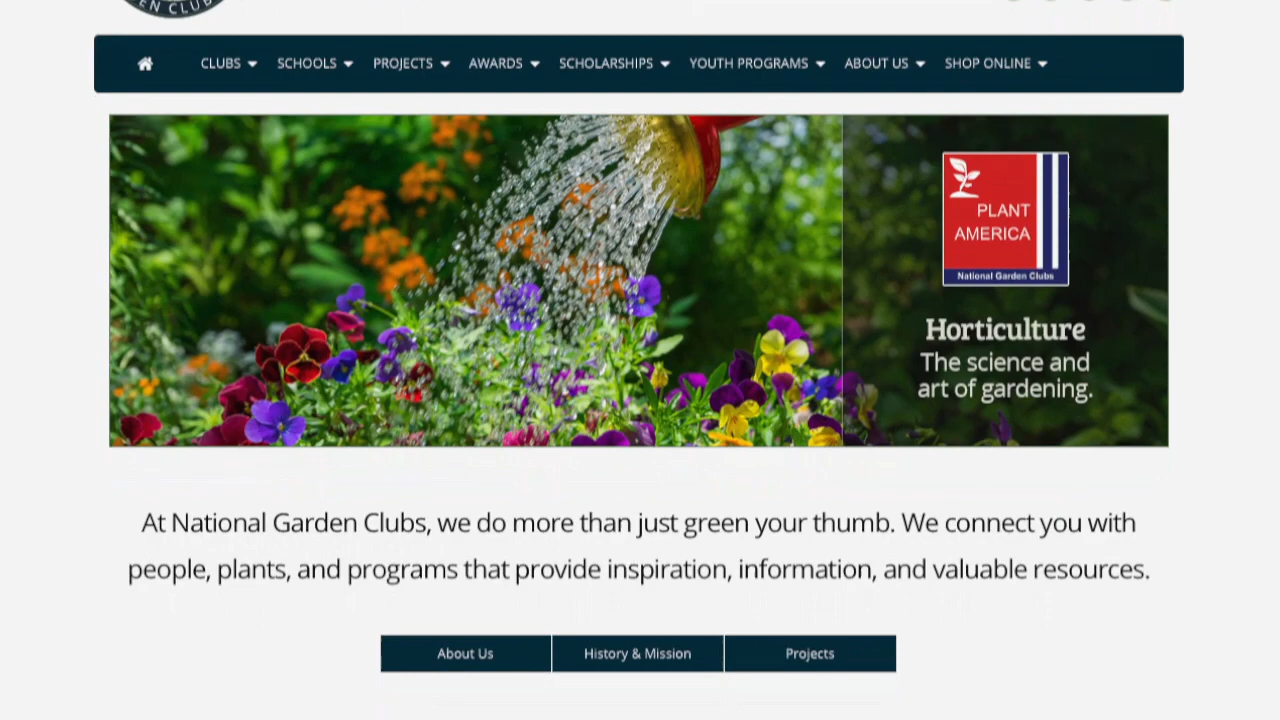 CLUBS SCHOOLS PROJECTS AWARDS SCHOLARSHIPS YOUTH PROGRAMS ABOUT US SHOP ONLINE
PLANT
AMERICA
National Garden Clubs
Horticulture
The science and
art of gardening.
At National Garden Clubs, we do more than just green your thumb. We connect you with
people, plants, and programs that provide inspiration, information, and valuable resources.
About Us History & Mission Projects